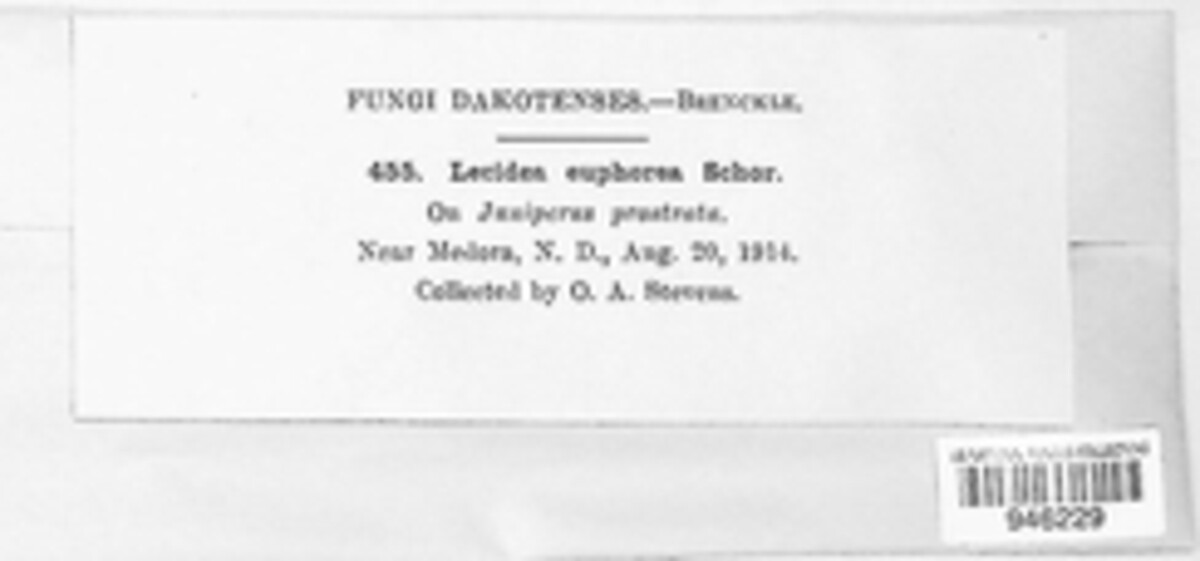 FUNGI DAKOTENSES.—BRENCKLE.
455. Lecidea euphorea Schor.
On Juniperus prostrata.
Near Medora, N. D., Aug. 20, 1914.
Collected by O. A. Stevens.
946229